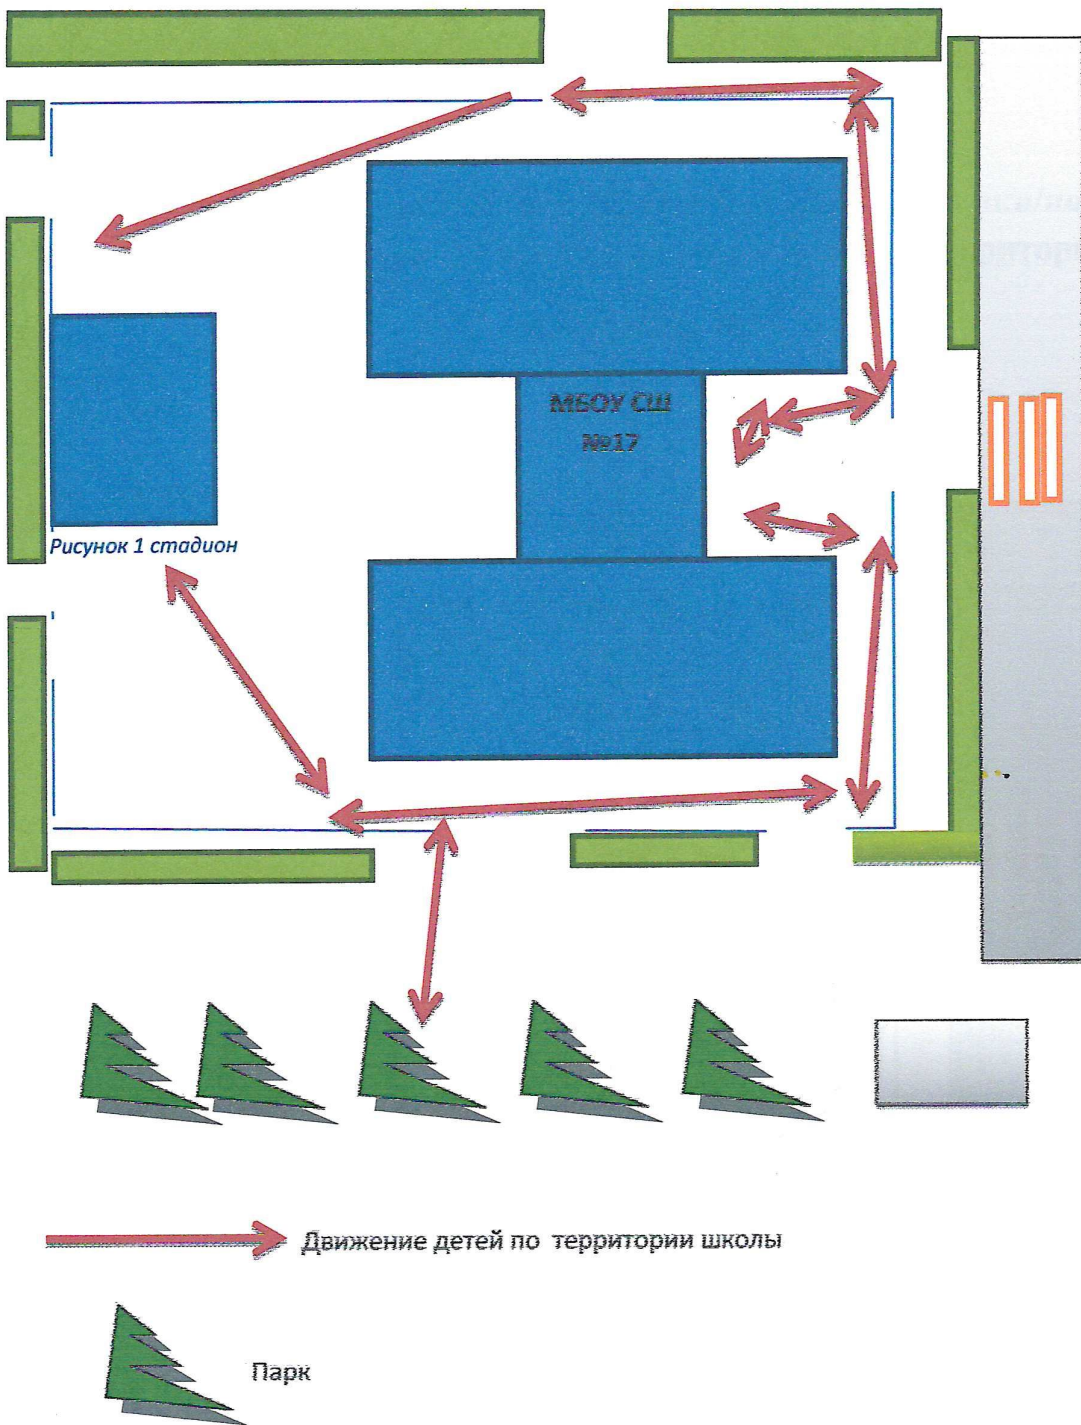 МБОУ СШ
№17
Рисунок 1 стадион
Движение детей по территории школы
Парк